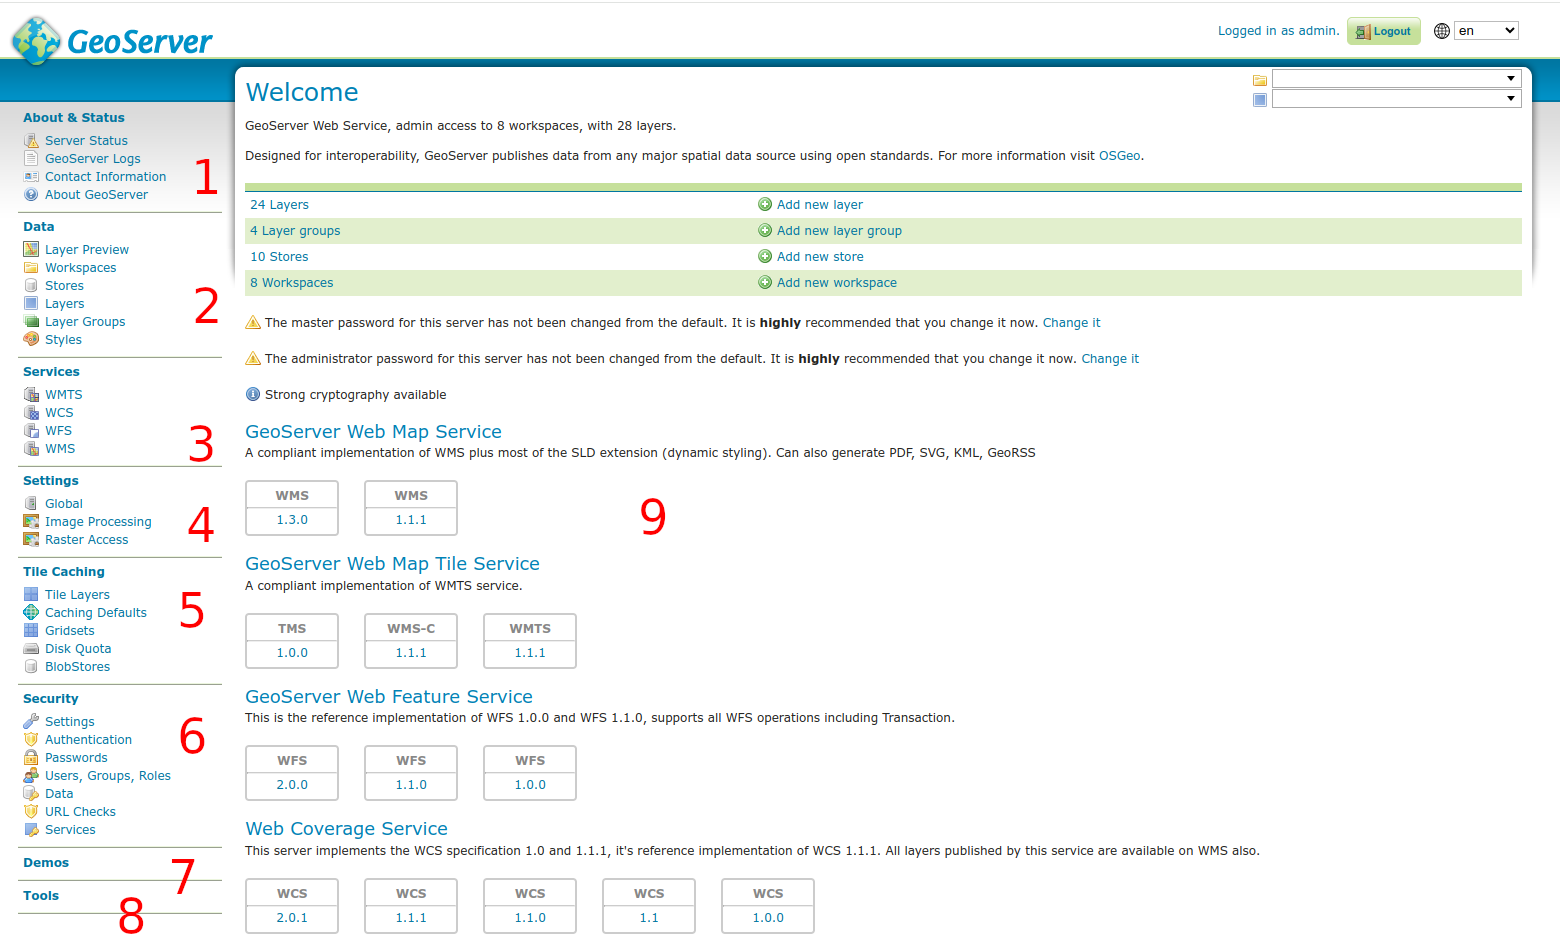 GeoServer
Logged in as admin. Logout en
Welcome
GeoServer Web Service, admin access to 8 workspaces, with 28 layers.
Designed for interoperability, GeoServer publishes data from any major spatial data source using open standards. For more information visit OSGeo.
24 Layers Add new layer
4 Layer groups Add new layer group
10 Stores Add new store
8 Workspaces Add new workspace
The master password for this server has not been changed from the default. It is highly recommended that you change it now. Change it
The administrator password for this server has not been changed from the default. It is highly recommended that you change it now. Change it
Strong cryptography available
About & Status
Server Status
GeoServer Logs
Contact Information
About GeoServer
1
Data
Layer Preview
Workspaces
Stores
Layers
Layer Groups
Styles
2
Services
WMTS
WCS
WFS
WMS
3
Settings
Global
Image Processing
Raster Access
4
Tile Caching
Tile Layers
Caching Defaults
Gridsets
Disk Quota
BlobStores
5
Security
Settings
Authentication
Passwords
Users, Groups, Roles
Data
URL Checks
Services
6
Demos
7
Tools
8
GeoServer Web Map Service
A compliant implementation of WMS plus most of the SLD extension (dynamic styling). Can also generate PDF, SVG, KML, GeoRSS
WMS WMS
1.3.0 1.1.1
9
GeoServer Web Map Tile Service
A compliant implementation of WMTS service.
TMS WMS-C WMTS
1.0.0 1.1.1 1.1.1
GeoServer Web Feature Service
This is the reference implementation of WFS 1.0.0 and WFS 1.1.0, supports all WFS operations including Transaction.
WFS WFS WFS
2.0.0 1.1.0 1.0.0
Web Coverage Service
This server implements the WCS specification 1.0 and 1.1.1, it's reference implementation of WCS 1.1.1. All layers published by this service are available on WMS also.
WCS WCS WCS WCS WCS
2.0.1 1.1.1 1.1.0 1.1 1.0.0